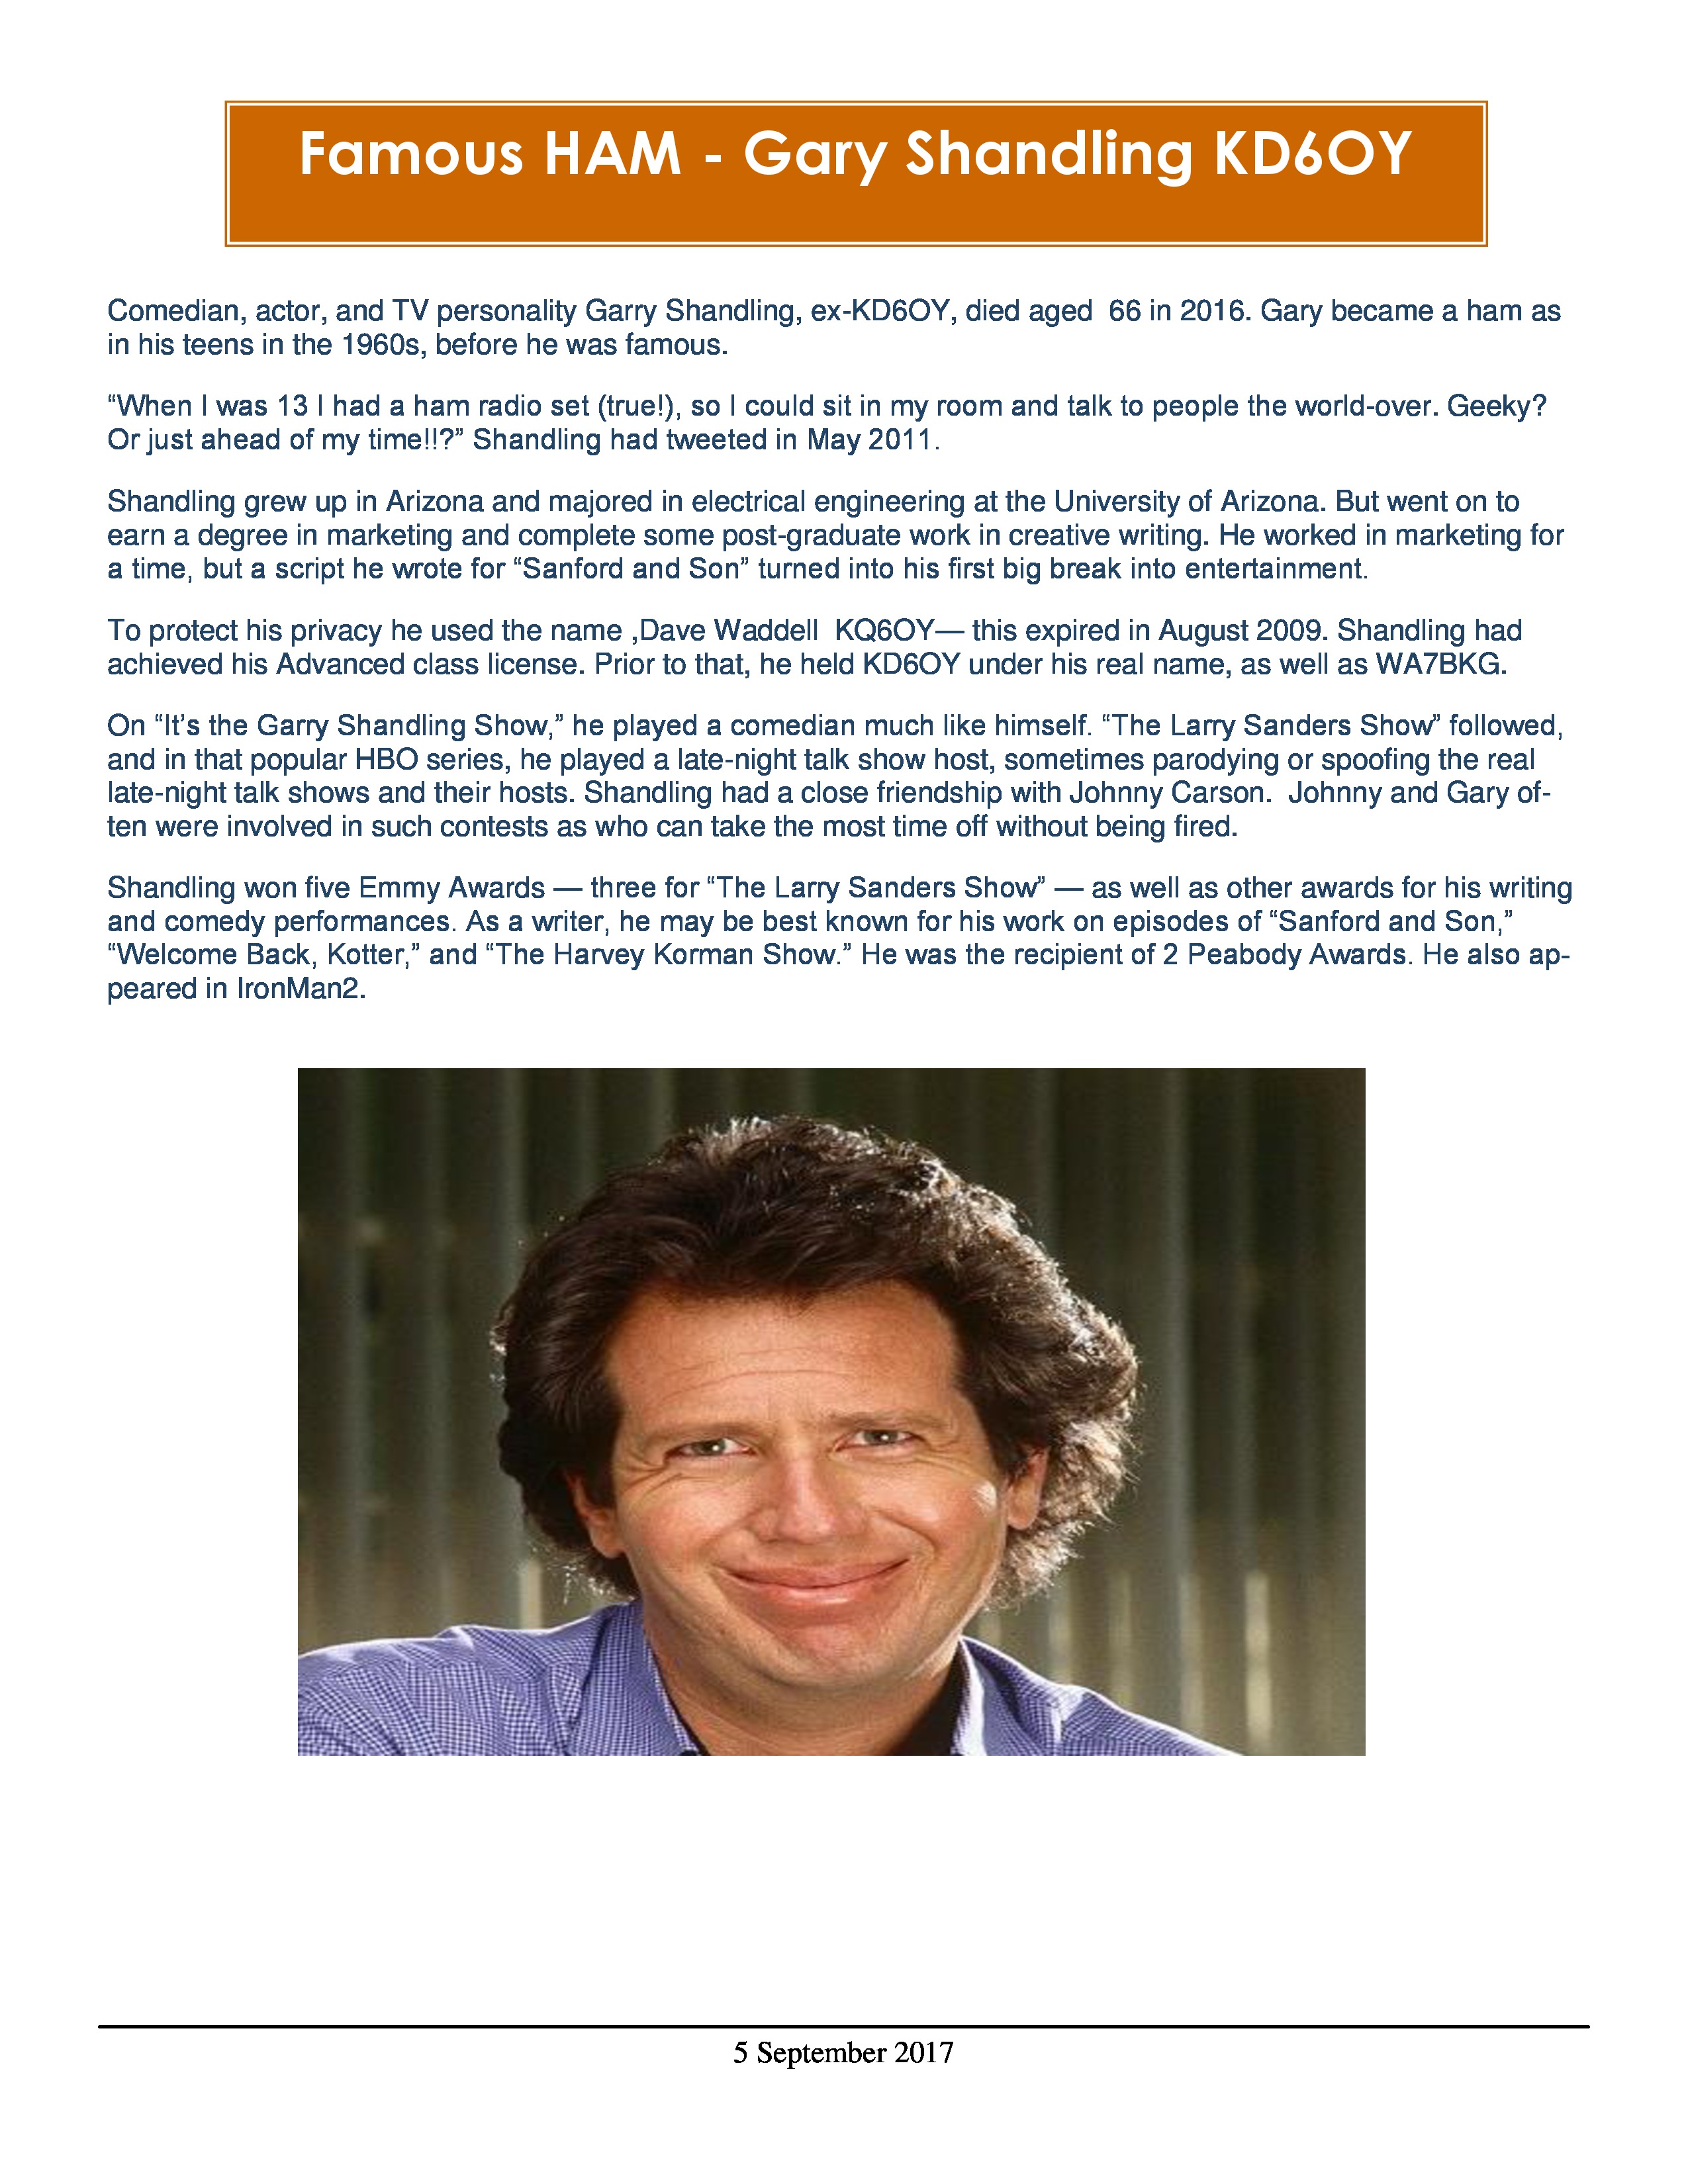 Famous HAM - Gary Shandling KD6OY
Comedian, actor, and TV personality Garry Shandling, ex-KD6OY, died aged  66 in 2016. Gary became a ham as
in his teens in the 1960s, before he was famous.
“When I was 13 I had a ham radio set (true!), so I could sit in my room and talk to people the world-over. Geeky?
Or just ahead of my time!!?” Shandling had tweeted in May 2011.
Shandling grew up in Arizona and majored in electrical engineering at the University of Arizona. But went on to
earn a degree in marketing and complete some post-graduate work in creative writing. He worked in marketing for
a time, but a script he wrote for “Sanford and Son” turned into his first big break into entertainment.
To protect his privacy he used the name ,Dave Waddell  KQ6OY— this expired in August 2009. Shandling had
achieved his Advanced class license. Prior to that, he held KD6OY under his real name, as well as WA7BKG.
On “It’s the Garry Shandling Show,” he played a comedian much like himself. “The Larry Sanders Show” followed,
and in that popular HBO series, he played a late-night talk show host, sometimes parodying or spoofing the real
late-night talk shows and their hosts. Shandling had a close friendship with Johnny Carson.  Johnny and Gary of-
ten were involved in such contests as who can take the most time off without being fired.
Shandling won five Emmy Awards — three for “The Larry Sanders Show” — as well as other awards for his writing
and comedy performances. As a writer, he may be best known for his work on episodes of “Sanford and Son,”
“Welcome Back, Kotter,” and “The Harvey Korman Show.” He was the recipient of 2 Peabody Awards. He also ap-
peared in IronMan2.
5 September 2017